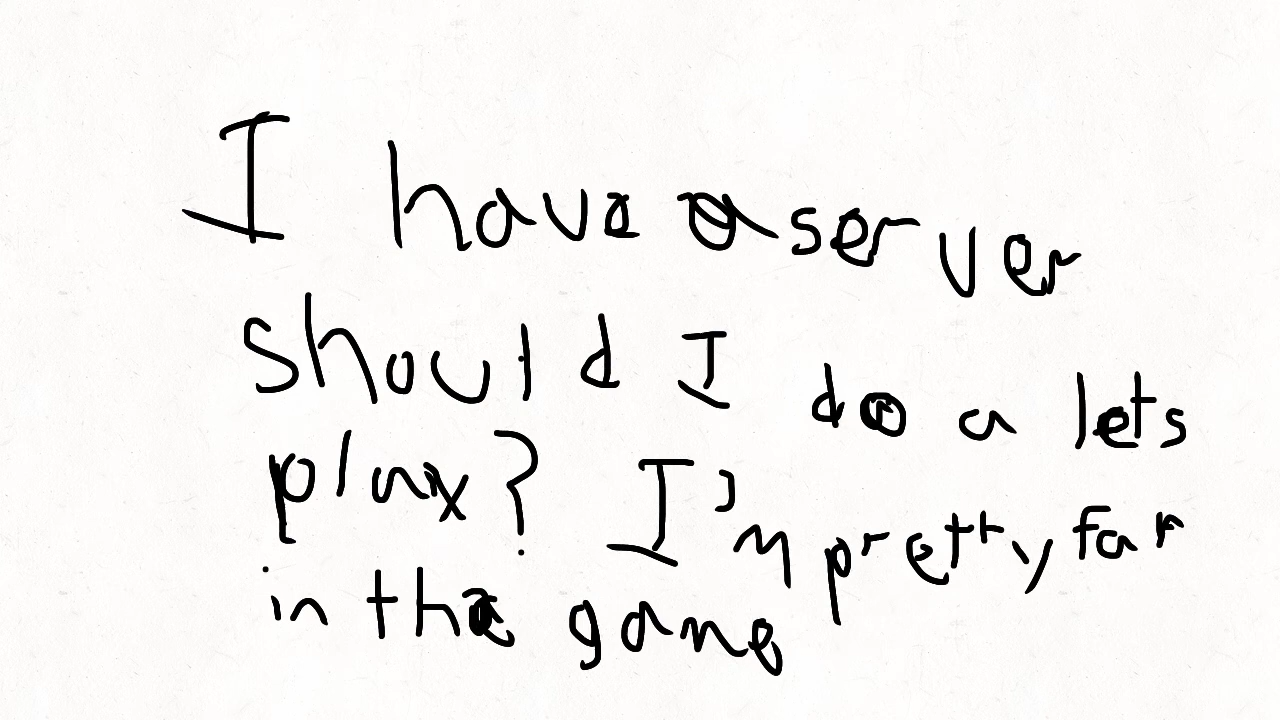 I have a server
should I do a lets
play? I'm pretty far
in the game